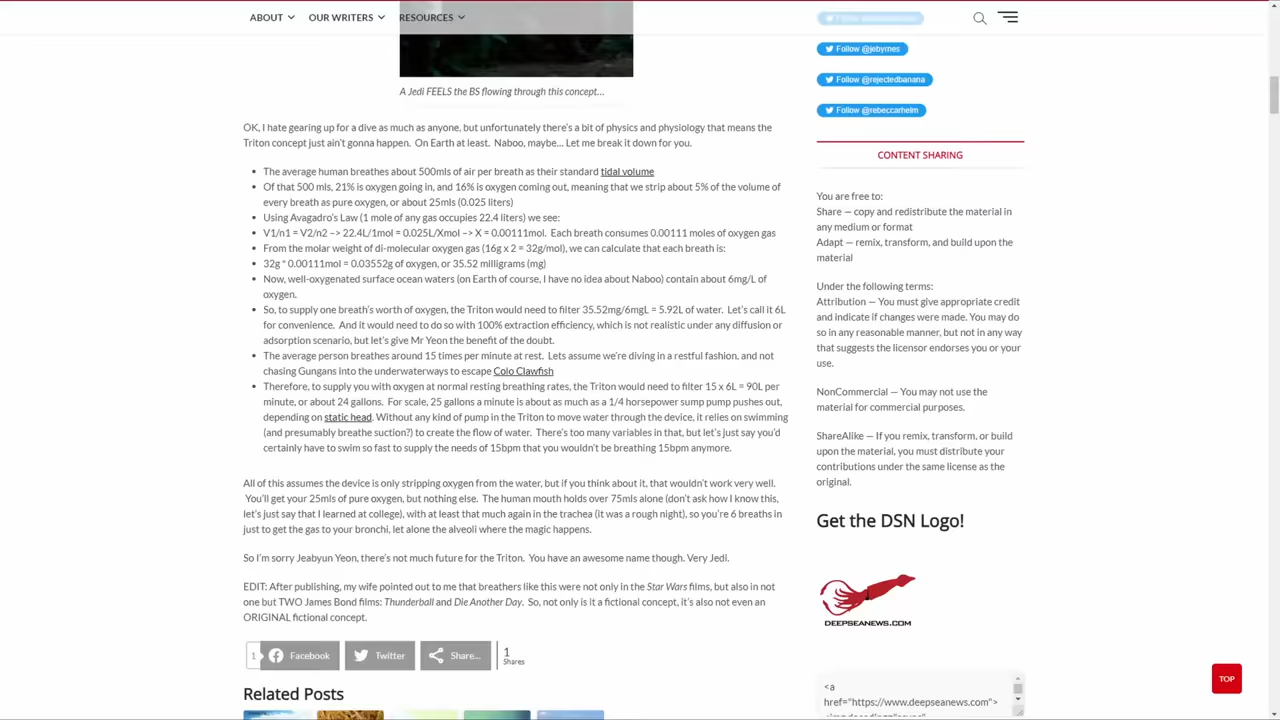 ABOUT OUR WRITERS RESOURCES
A Jedi FEELS the BS flowing through this concept...
OK, I hate gearing up for a dive as much as anyone, but unfortunately there's a bit of physics and physiology that means the
Triton concept just ain't gonna happen. On Earth at least. Naboo, maybe... Let me break it down for you.
• The average human breathes about 500mls of air per breath as their standard tidal volume
• Of that 500 mls, 21% is oxygen going in, and 16% is oxygen coming out, meaning that we strip about 5% of the volume of
every breath as pure oxygen, or about 25mls (0.025 liters)
• Using Avagadro's Law (1 mole of any gas occupies 22.4 liters) we see:
• V1/n1 = V2/n2 –> 22.4L/1mol = 0.025L/Xmol –> X = 0.00111mol. Each breath consumes 0.00111 moles of oxygen gas
• From the molar weight of di-molecular oxygen gas (16g x 2 = 32g/mol), we can calculate that each breath is:
• 32g * 0.00111mol = 0.03552g of oxygen, or 35.52 milligrams (mg)
• Now, well-oxygenated surface ocean waters (on Earth of course, I have no idea about Naboo) contain about 6mg/L of
oxygen.
• So, to supply one breath's worth of oxygen, the Triton would need to filter 35.52mg/6mgL = 5.92L of water. Let's call it 6L
for convenience. And it would need to do so with 100% extraction efficiency, which is not realistic under any diffusion or
adsorption scenario, but let's give Mr Yeon the benefit of the doubt.
• The average person breathes around 15 times per minute at rest. Lets assume we're diving in a restful fashion, and not
chasing Gungans into the underwaterways to escape Colo Clawfish
• Therefore, to supply you with oxygen at normal resting breathing rates, the Triton would need to filter 15 x 6L = 90L per
minute, or about 24 gallons. For scale, 25 gallons a minute is about as much as a 1/4 horsepower sump pump pushes out,
depending on static head. Without any kind of pump in the Triton to move water through the device, it relies on swimming
(and presumably breathe suction?) to create the flow of water. There's too many variables in that, but let's just say you'd
certainly have to swim so fast to supply the needs of 15bpm that you wouldn't be breathing 15bpm anymore.
All of this assumes the device is only stripping oxygen from the water, but if you think about it, that wouldn't work very well.
You'll get your 25mls of pure oxygen, but nothing else. The human mouth holds over 75mls alone (don't ask how I know this,
let's just say that I learned at college), with at least that much again in the trachea (it was a rough night), so you're 6 breaths in
just to get the gas to your bronchi, let alone the alveoli where the magic happens.
So I'm sorry Jeabyun Yeon, there's not much future for the Triton. You have an awesome name though. Very Jedi.
EDIT: After publishing, my wife pointed out to me that breathers like this were not only in the Star Wars films, but also in not
one but TWO James Bond films: Thunderball and Die Another Day. So, not only is it a fictional concept, it's also not even an
ORIGINAL fictional concept.
1 Facebook Twitter Share... 1
Shares
Related Posts
Follow @jebyrnes
Follow @rejectedbanana
Follow @rebeccarhelm
CONTENT SHARING
You are free to:
Share — copy and redistribute the material in
any medium or format
Adapt — remix, transform, and build upon the
material
Under the following terms:
Attribution — You must give appropriate credit
and indicate if changes were made. You may do
so in any reasonable manner, but not in any way
that suggests the licensor endorses you or your
use.
NonCommercial — You may not use the
material for commercial purposes.
ShareAlike — If you remix, transform, or build
upon the material, you must distribute your
contributions under the same license as the
original.
Get the DSN Logo!
DEEPSEANEWS.COM
<a
href="https://www.deepseanews.com">
TOP